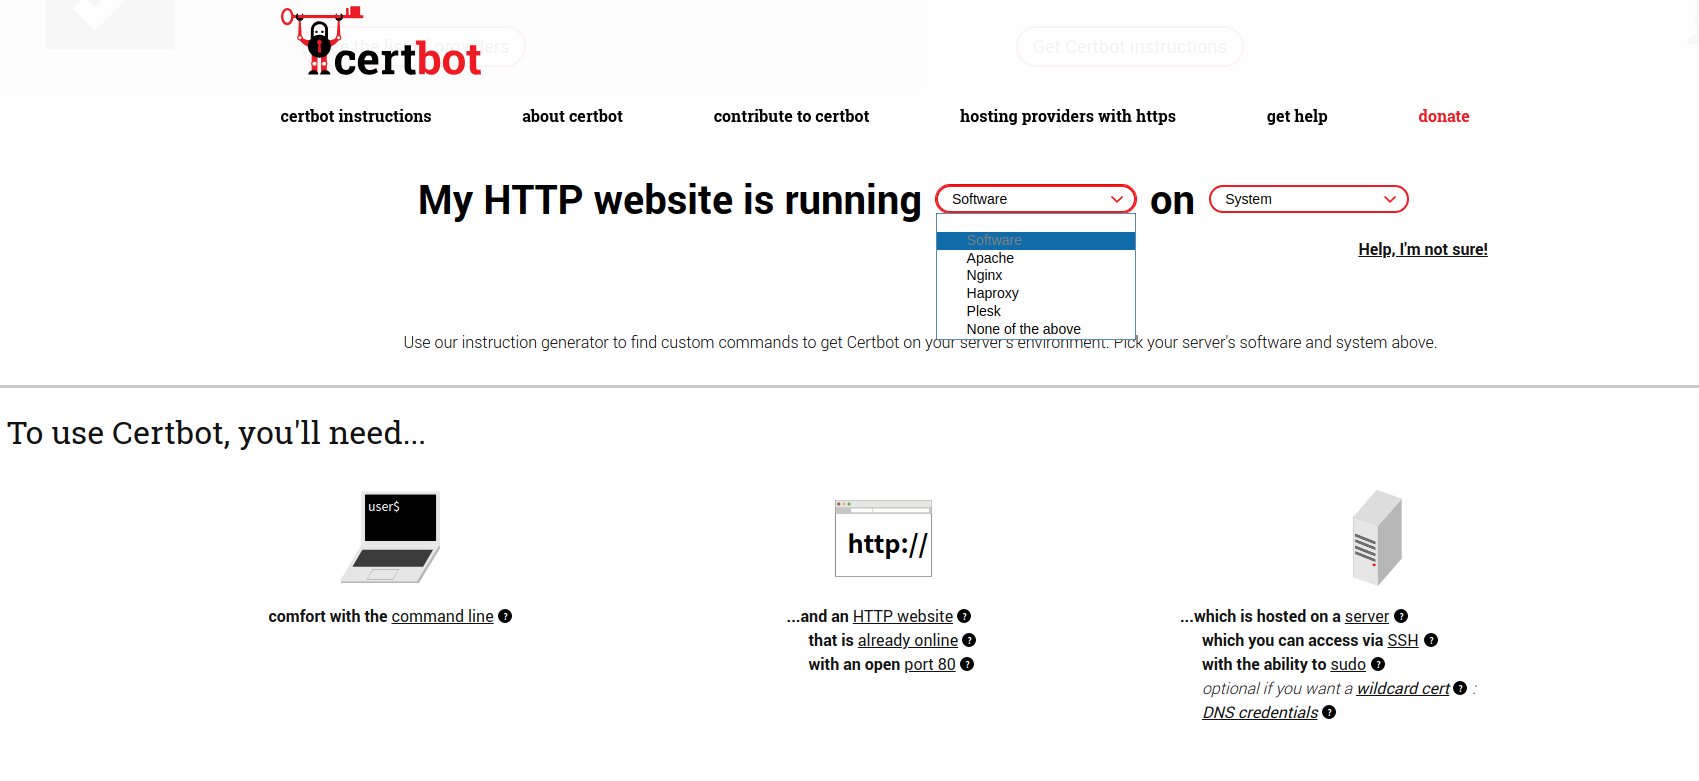 the list of providers
Get Certbot instructions
certbot
certbot instructions
about certbot
contribute to certbot
hosting providers with https
get help
donate
My HTTP website is running Software on System
Software
Apache
Nginx
Haproxy
Plesk
None of the above
Help, I'm not sure!
Use our instruction generator to find custom commands to get Certbot on your server's environment. Pick your server's software and system above.
To use Certbot, you'll need...
user$
comfort with the command line ?
http://
...and an HTTP website ?
that is already online ?
with an open port 80 ?
...which is hosted on a server ?
which you can access via SSH ?
with the ability to sudo ?
optional if you want a wildcard cert ? :
DNS credentials ?